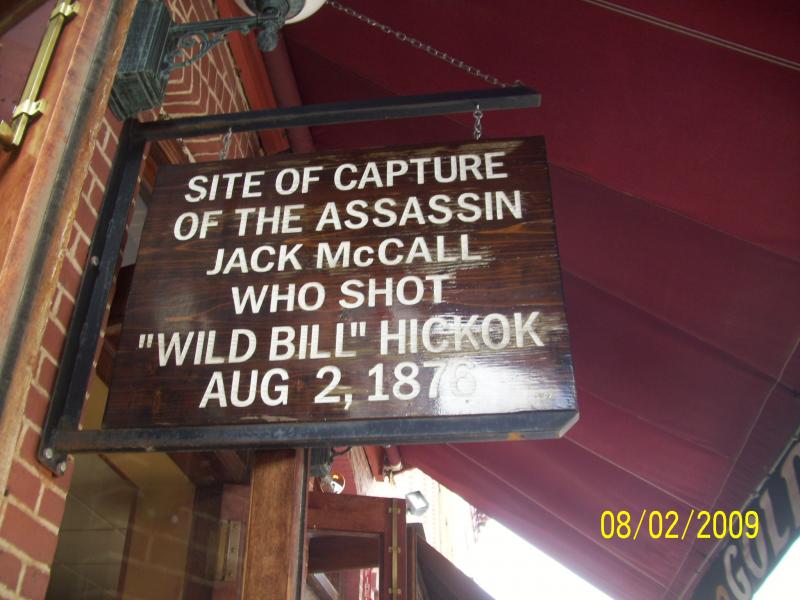 SITE OF CAPTURE
OF THE ASSASSIN
JACK McCALL
WHO SHOT
"WILD BILL" HICKOK
AUG 2, 1876
08/02/2009
GOLD